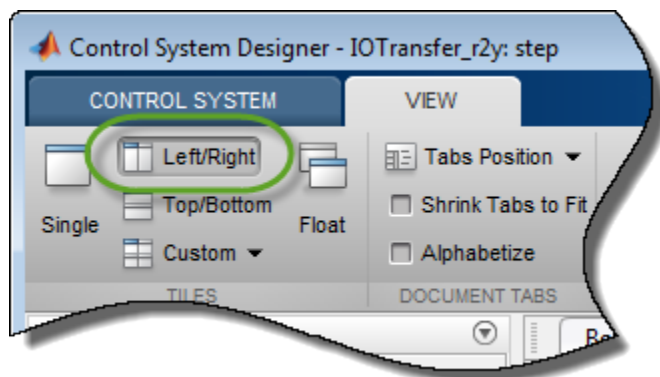 Control System Designer - IOTransfer_r2y: step
CONTROL SYSTEM VIEW
Single
Left/Right
Top/Bottom
Custom
Float
TILES
Tabs Position
Shrink Tabs to Fit
Alphabetize
DOCUMENT TABS